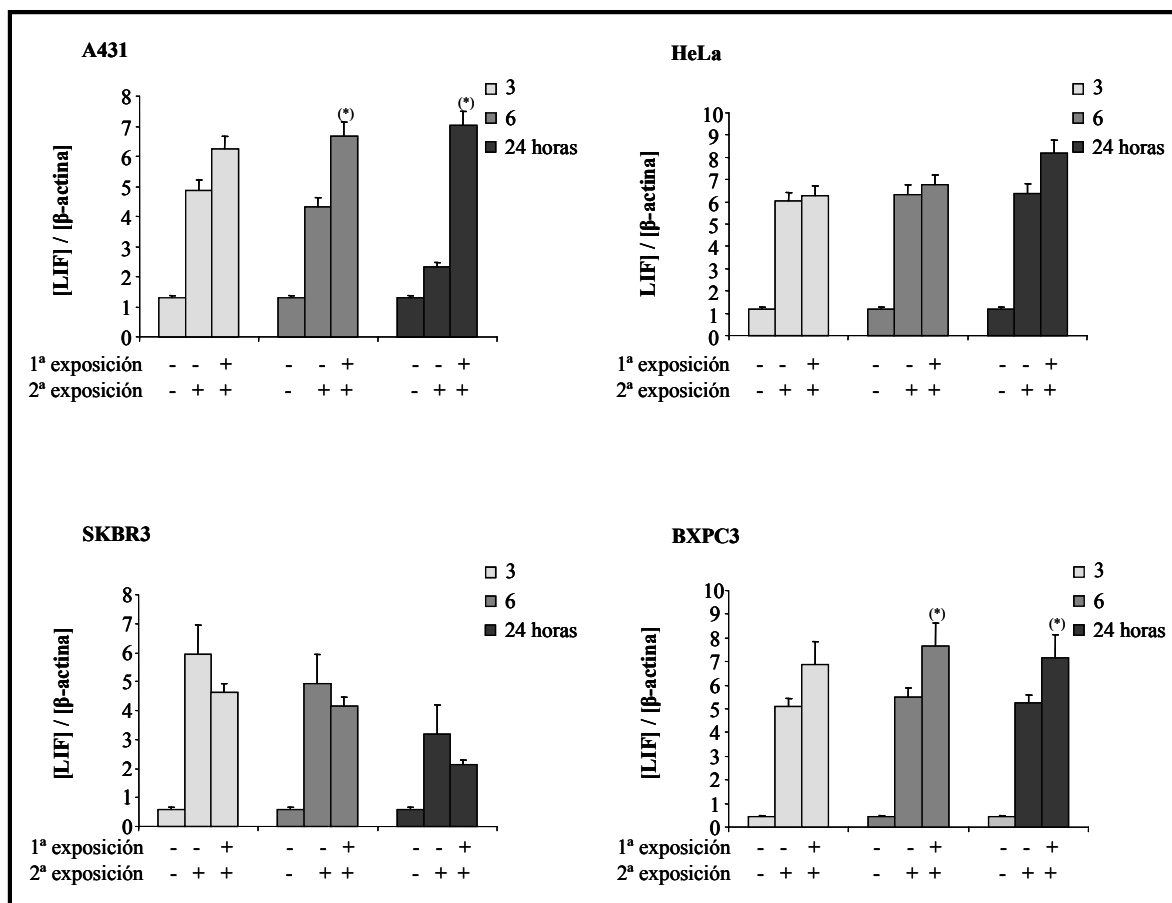 A431
3
6
24 horas
[LIF] / [β-actina]
8
7
6
5
4
3
2
1
0
(*)
(*)
1ª exposición - - + - - + - - +
2ª exposición - + + - + + - + +
HeLa
3
6
24 horas
LIF] / [β-actina]
10
9
8
7
6
5
4
3
2
1
0
1ª exposición - - + - - + - - +
2ª exposición - + + - + + - + +
SKBR3
3
6
24 horas
[LIF] / [β-actina]
8
7
6
5
4
3
2
1
0
1ª exposición - - + - - + - - +
2ª exposición - + + - + + - + +
BXPC3
3
6
24 horas
[LIF] / [β-actina]
10
9
8
7
6
5
4
3
2
1
0
(*)
(*)
1ª exposición - - + - - + - - +
2ª exposición - + + - + + - + +